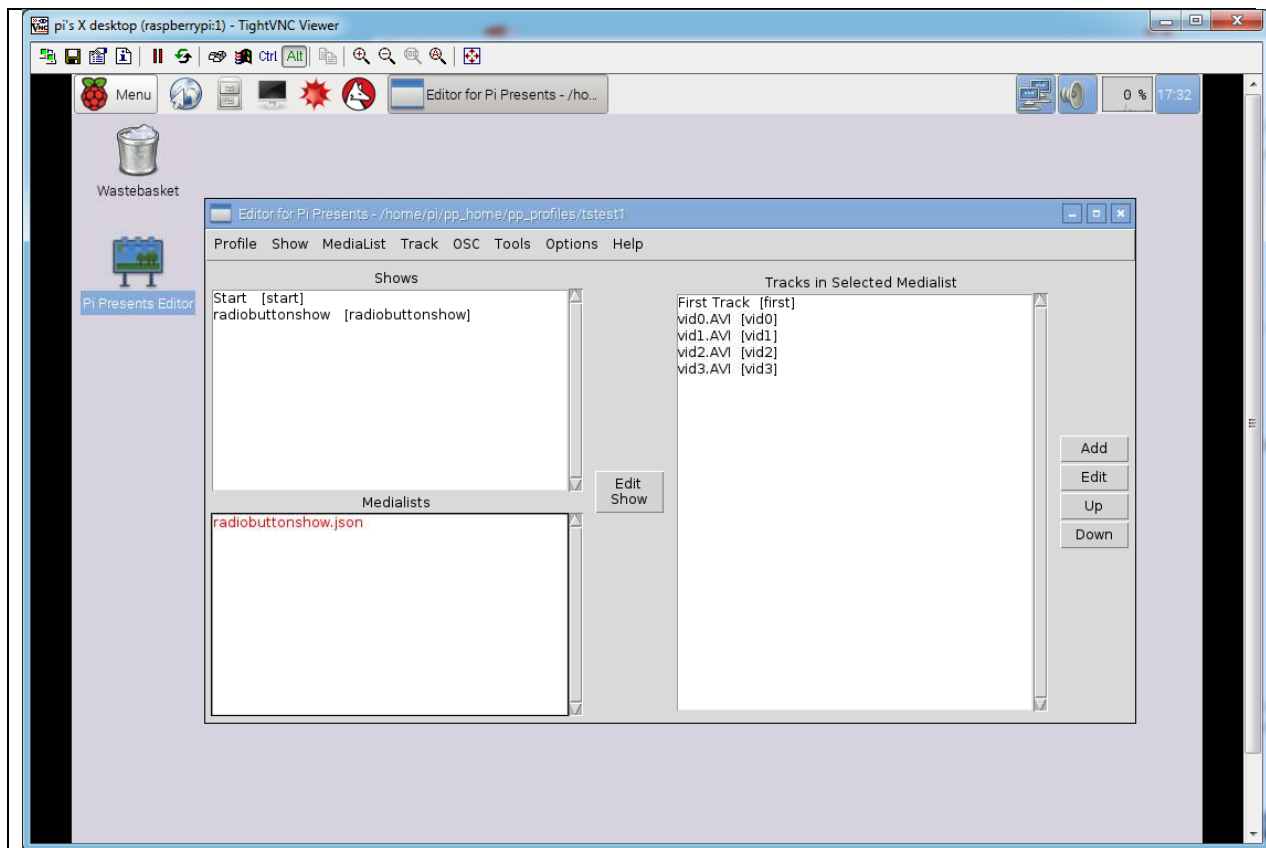 pi's X desktop (raspberrypi:1) - TightVNC Viewer
Ctrl Alt
Menu Editor for Pi Presents - /ho... 0 % 17:32
Wastebasket
Pi Presents Editor
Editor for Pi Presents - /home/pi/pp_home/pp_profiles/tstest1
Profile Show MediaList Track OSC Tools Options Help
Shows
Start [start]
radiobuttonshow [radiobuttonshow]
Medialists
radiobuttonshow.json
Edit
Show
Tracks in Selected Medialist
First Track [first]
vid0.AVI [vid0]
vid1.AVI [vid1]
vid2.AVI [vid2]
vid3.AVI [vid3]
Add
Edit
Up
Down